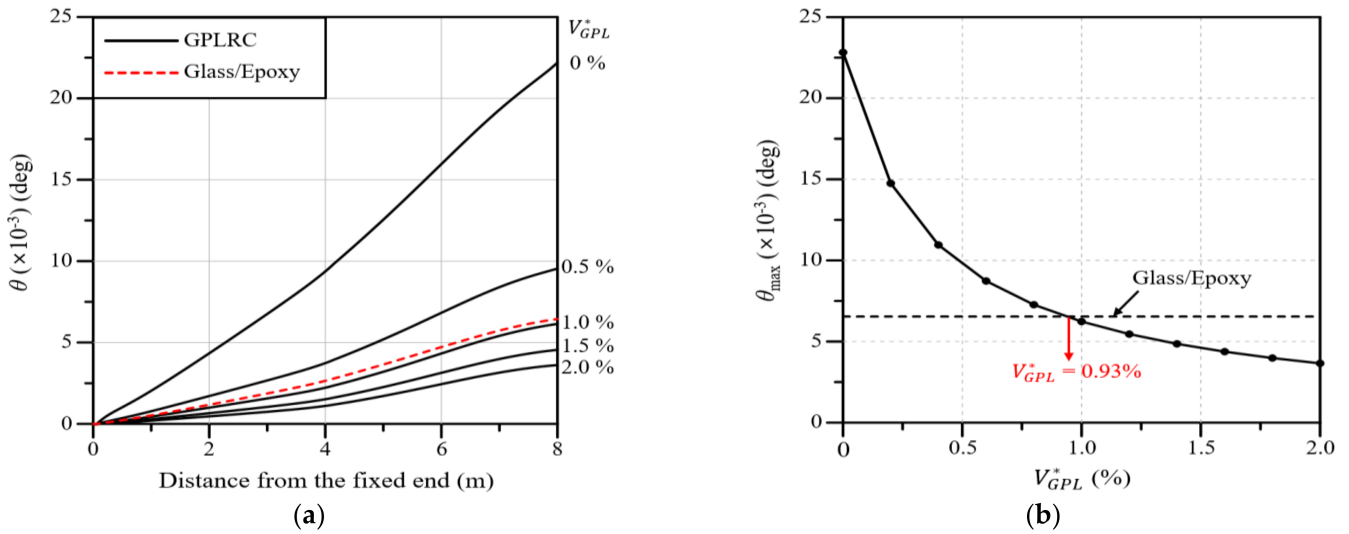 25
20
15
10
5
0
θ (×10⁻³) (deg)
GPLRC
Glass/Epoxy
V*GPL
0 %
0.5 %
1.0 %
1.5 %
2.0 %
0 2 4 6 8
Distance from the fixed end (m)
(a)
25
20
15
10
5
0
θmax (×10⁻³) (deg)
Glass/Epoxy
V*GPL = 0.93%
0 0.5 1.0 1.5 2.0
V*GPL (%)
(b)